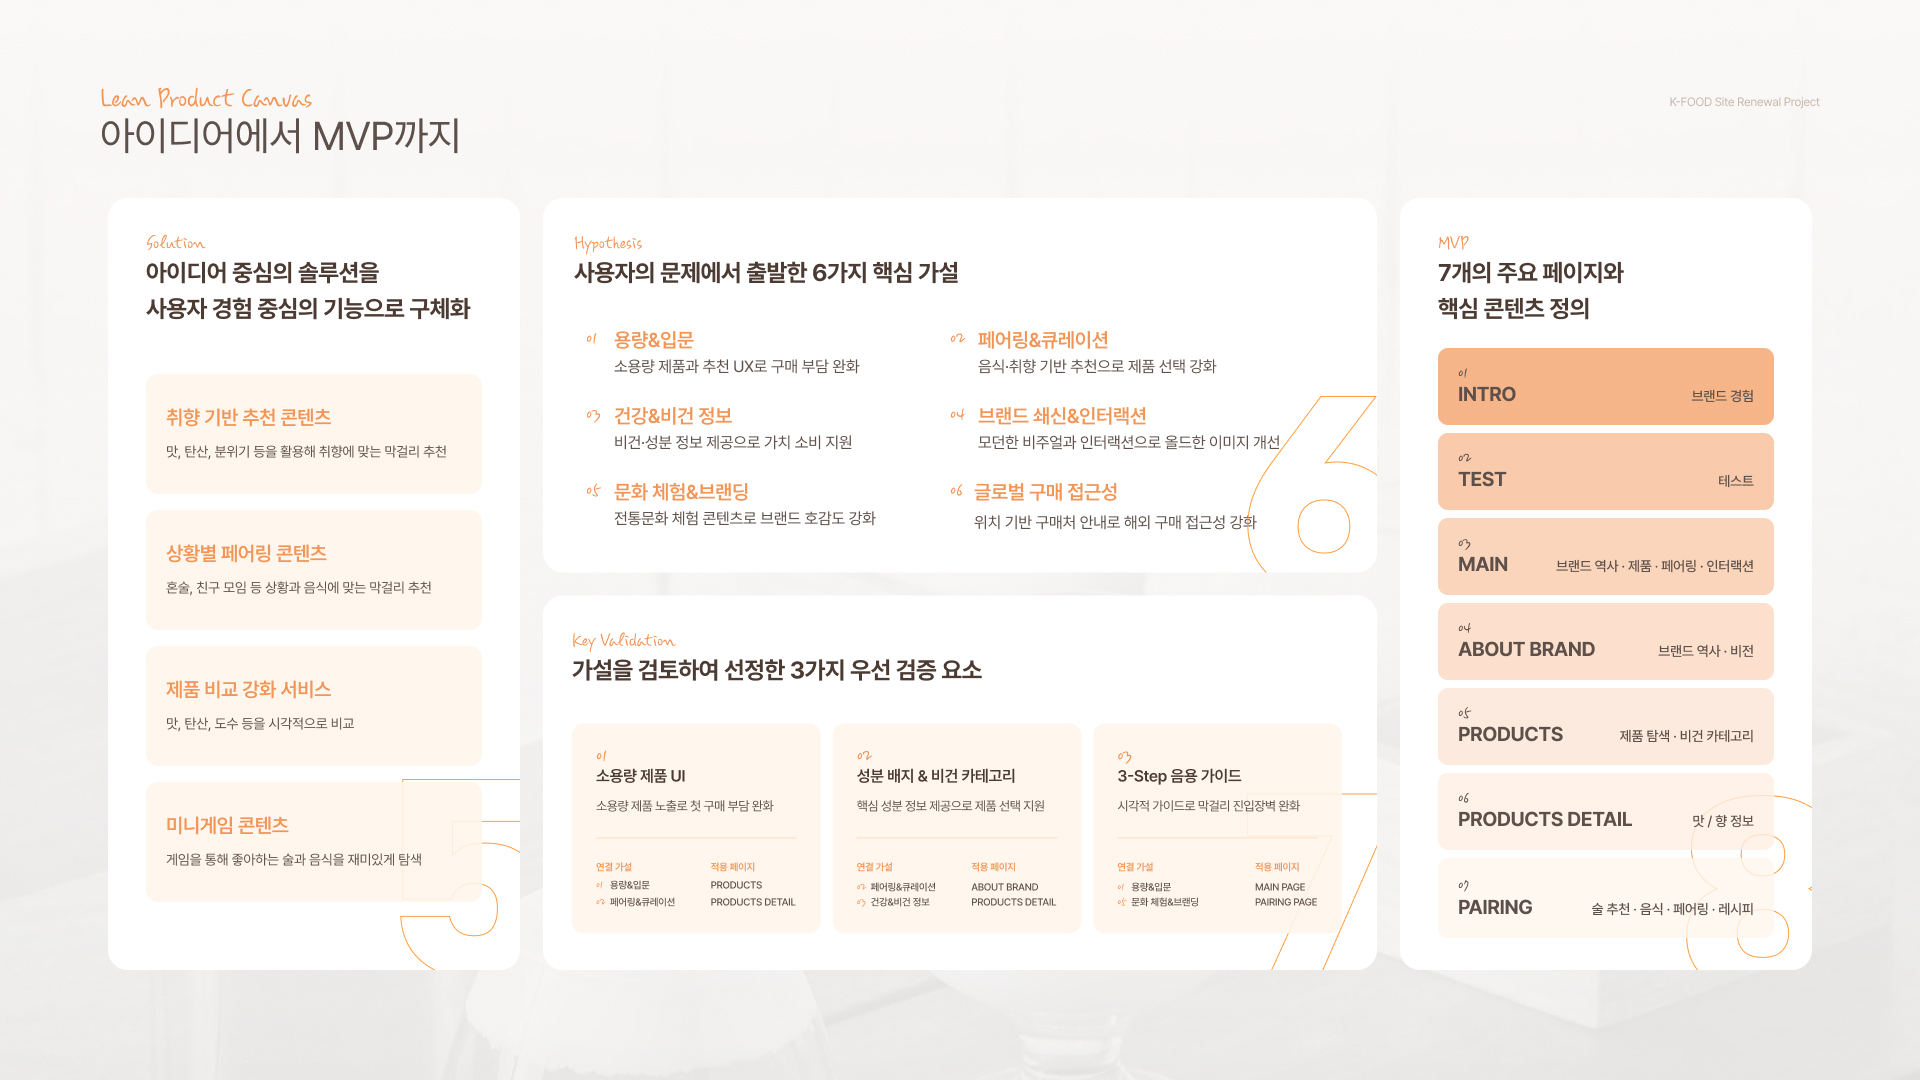 Lean Product Canvas
아이디어에서 MVP까지
K-FOOD Site Renewal Project
Solution
아이디어 중심의 솔루션을
사용자 경험 중심의 기능으로 구체화
취향 기반 추천 콘텐츠
맛, 탄산, 분위기 등을 활용해 취향에 맞는 막걸리 추천
상황별 페어링 콘텐츠
혼술, 친구 모임 등 상황과 음식에 맞는 막걸리 추천
제품 비교 강화 서비스
맛, 탄산, 도수 등을 시각적으로 비교
미니게임 콘텐츠
게임을 통해 좋아하는 술과 음식을 재미있게 탐색
5
Hypothesis
사용자의 문제에서 출발한 6가지 핵심 가설
01 용량&입문
소용량 제품과 추천 UX로 구매 부담 완화
02 페어링&큐레이션
음식·취향 기반 추천으로 제품 선택 강화
03 건강&비건 정보
비건·성분 정보 제공으로 가치 소비 지원
04 브랜드 쇄신&인터랙션
모던한 비주얼과 인터랙션으로 올드한 이미지 개선
05 문화 체험&브랜딩
전통문화 체험 콘텐츠로 브랜드 호감도 강화
06 글로벌 구매 접근성
위치 기반 구매처 안내로 해외 구매 접근성 강화
6
Key Validation
가설을 검토하여 선정한 3가지 우선 검증 요소
01
소용량 제품 UI
소용량 제품 노출로 첫 구매 부담 완화
연결 가설
01 용량&입문
02 페어링&큐레이션
적용 페이지
PRODUCTS
PRODUCTS DETAIL
02
성분 배지 & 비건 카테고리
핵심 성분 정보 제공으로 제품 선택 지원
연결 가설
02 페어링&큐레이션
03 건강&비건 정보
적용 페이지
ABOUT BRAND
PRODUCTS DETAIL
03
3-Step 음용 가이드
시각적 가이드로 막걸리 진입장벽 완화
연결 가설
01 용량&입문
05 문화 체험&브랜딩
적용 페이지
MAIN PAGE
PAIRING PAGE
7
MVP
7개의 주요 페이지와
핵심 콘텐츠 정의
01
INTRO 브랜드 경험
02
TEST 테스트
03
MAIN 브랜드 역사 · 제품 · 페어링 · 인터랙션
04
ABOUT BRAND 브랜드 역사 · 비전
05
PRODUCTS 제품 탐색 · 비건 카테고리
06
PRODUCTS DETAIL 맛 / 향 정보
07
PAIRING 술 추천 · 음식 · 페어링 · 레시피
8